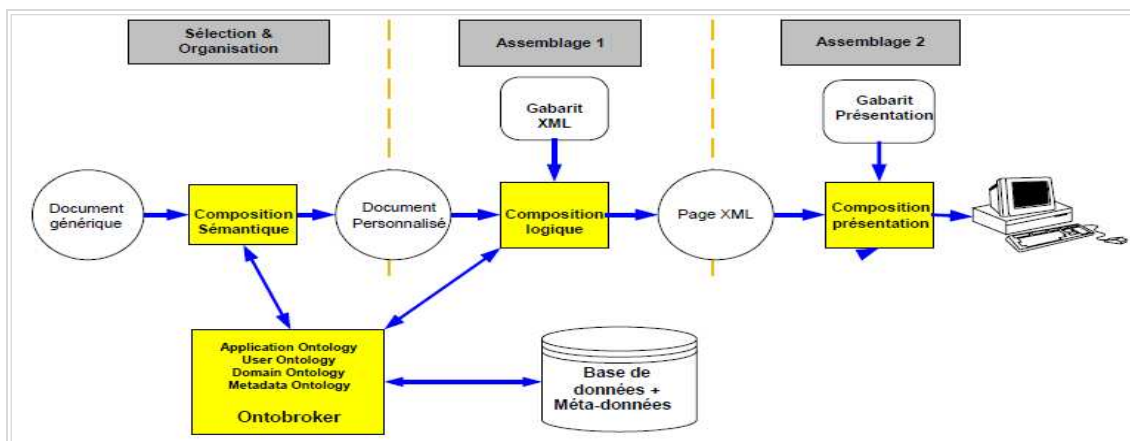 Sélection &
Organisation
Assemblage 1
Assemblage 2
Gabarit
XML
Gabarit
Présentation
Document
générique
Composition
Sémantique
Document
Personnalisé
Composition
logique
Page XML
Composition
présentation
Application Ontology
User Ontology
Domain Ontology
Metadata Ontology
Ontobroker
Base de
données +
Méta-données